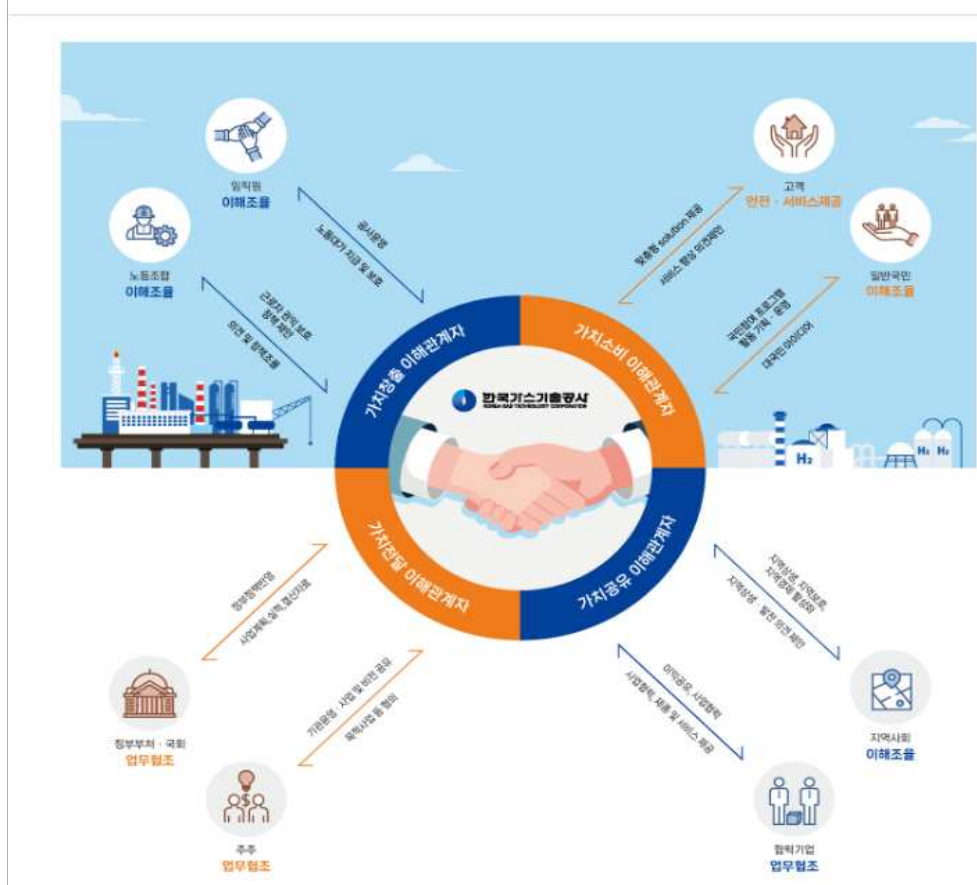 임직원
이해조율
공사운영
노동대가 지급 및 보호
노동조합
이해조율
근로자 권익 보호
정책 제안
의견 및 정책조율
고객
안전 · 서비스제공
맞춤형 solution 제공
서비스 향상 의견제안
일반국민
이해조율
국민참여 프로그램
활동 기획 · 운영
대국민 아이디어
가치창출 이해관계자
가치소비 이해관계자
한국가스기술공사
KOREA GAS TECHNOLOGY CORPORATION
H₂
H₂ H₂
가치전달 이해관계자
가치공유 이해관계자
정부정책반영
사업계획,실적,결산자료
정부부처 · 국회
업무협조
기관운영 · 사업 및 비전 공유
목적사업 등 협의
주주
업무협조
지역상생, 지역보호,
지역경제 활성화
지역상생 · 발전 의견 제안
지역사회
이해조율
이익공유, 사업협력
사업협력, 제품 및 서비스 제공
협력기업
업무협조